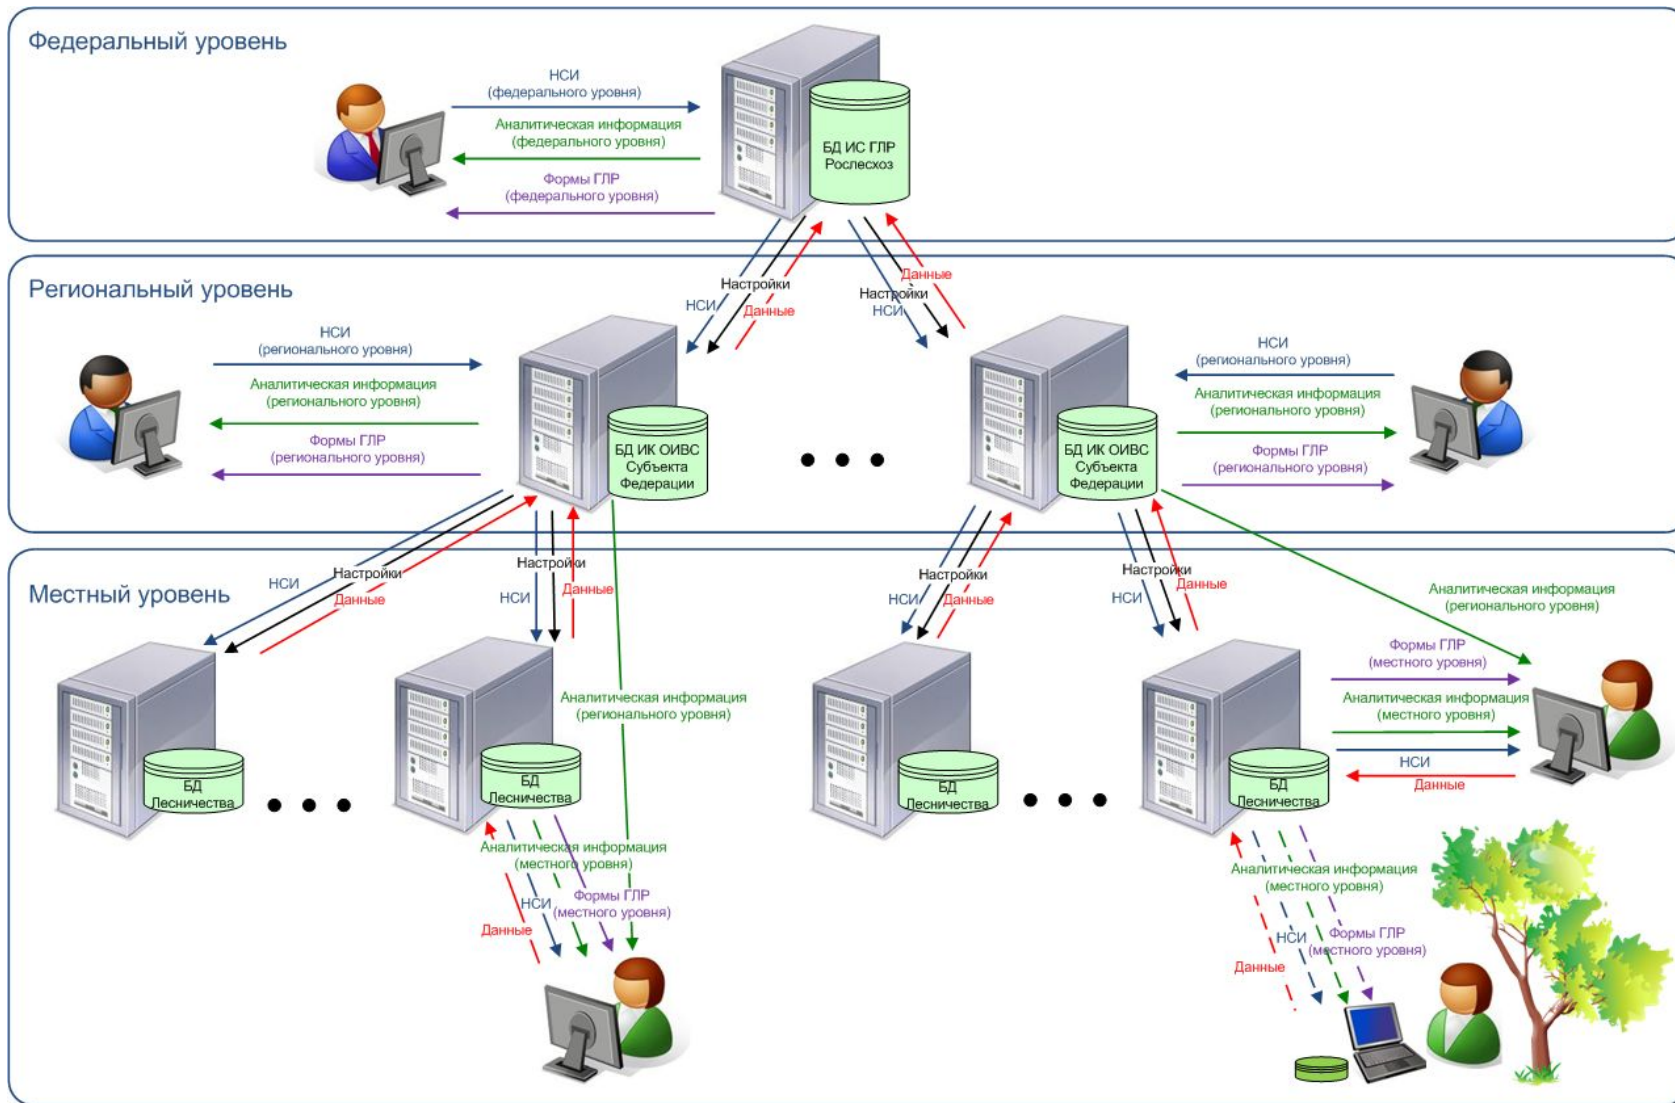 Федеральный уровень
НСИ
(федерального уровня)
Аналитическая информация
(федерального уровня)
Формы ГЛР
(федерального уровня)
БД ИС ГЛР
Рослесхоз
Региональный уровень
НСИ
Настройки
Данные
Данные
Настройки
НСИ
НСИ
(регионального уровня)
Аналитическая информация
(регионального уровня)
Формы ГЛР
(регионального уровня)
БД ИК ОИВС
Субъекта
Федерации
БД ИК ОИВС
Субъекта
Федерации
НСИ
(регионального уровня)
Аналитическая информация
(регионального уровня)
Формы ГЛР
(регионального уровня)
Местный уровень
НСИ
Настройки
Данные
Настройки
НСИ
Данные
Настройки
НСИ
Данные
Настройки
НСИ
Данные
Аналитическая информация
(регионального уровня)
Аналитическая информация
(регионального уровня)
Формы ГЛР
(местного уровня)
Аналитическая информация
(местного уровня)
НСИ
Данные
БД
Лесничества
БД
Лесничества
БД
Лесничества
БД
Лесничества
Аналитическая информация
(местного уровня)
НСИ
Формы ГЛР
(местного уровня)
Данные
Аналитическая информация
(местного уровня)
НСИ
Формы ГЛР
(местного уровня)
Данные